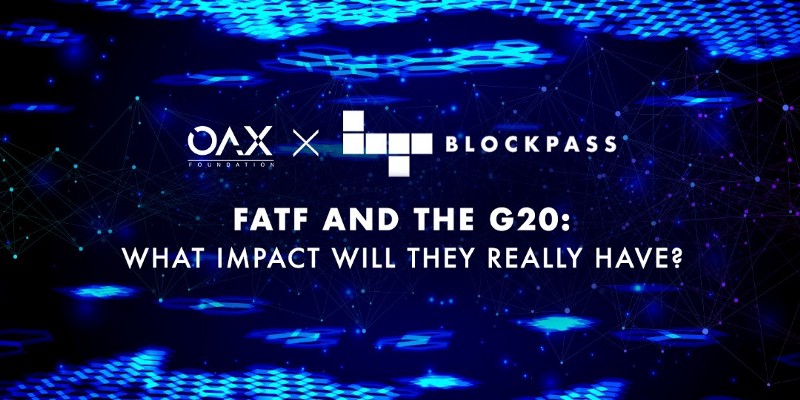 OAX × BLOCKPASS
FOUNDATION
FATF AND THE G20:
WHAT IMPACT WILL THEY REALLY HAVE?